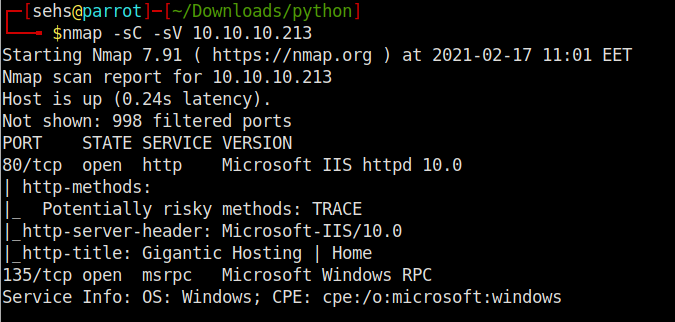 ┌─[sehs@parrot]─[~/Downloads/python]
└──╼ $nmap -sC -sV 10.10.10.213
Starting Nmap 7.91 ( https://nmap.org ) at 2021-02-17 11:01 EET
Nmap scan report for 10.10.10.213
Host is up (0.24s latency).
Not shown: 998 filtered ports
PORT    STATE SERVICE VERSION
80/tcp  open  http    Microsoft IIS httpd 10.0
| http-methods:
|_  Potentially risky methods: TRACE
|_http-server-header: Microsoft-IIS/10.0
|_http-title: Gigantic Hosting | Home
135/tcp open  msrpc   Microsoft Windows RPC
Service Info: OS: Windows; CPE: cpe:/o:microsoft:windows